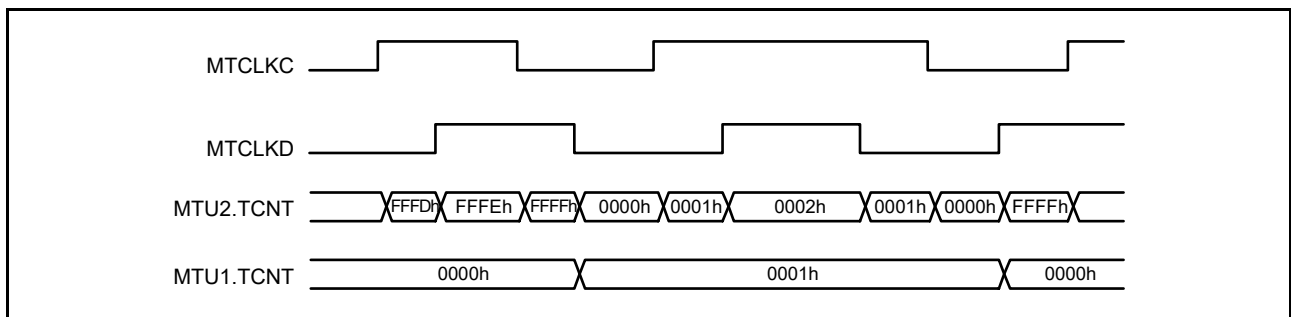 MTCLKC
MTCLKD
MTU2.TCNT FFFDh FFFEh FFFFh 0000h 0001h 0002h 0001h 0000h FFFFh
MTU1.TCNT 0000h 0001h 0000h